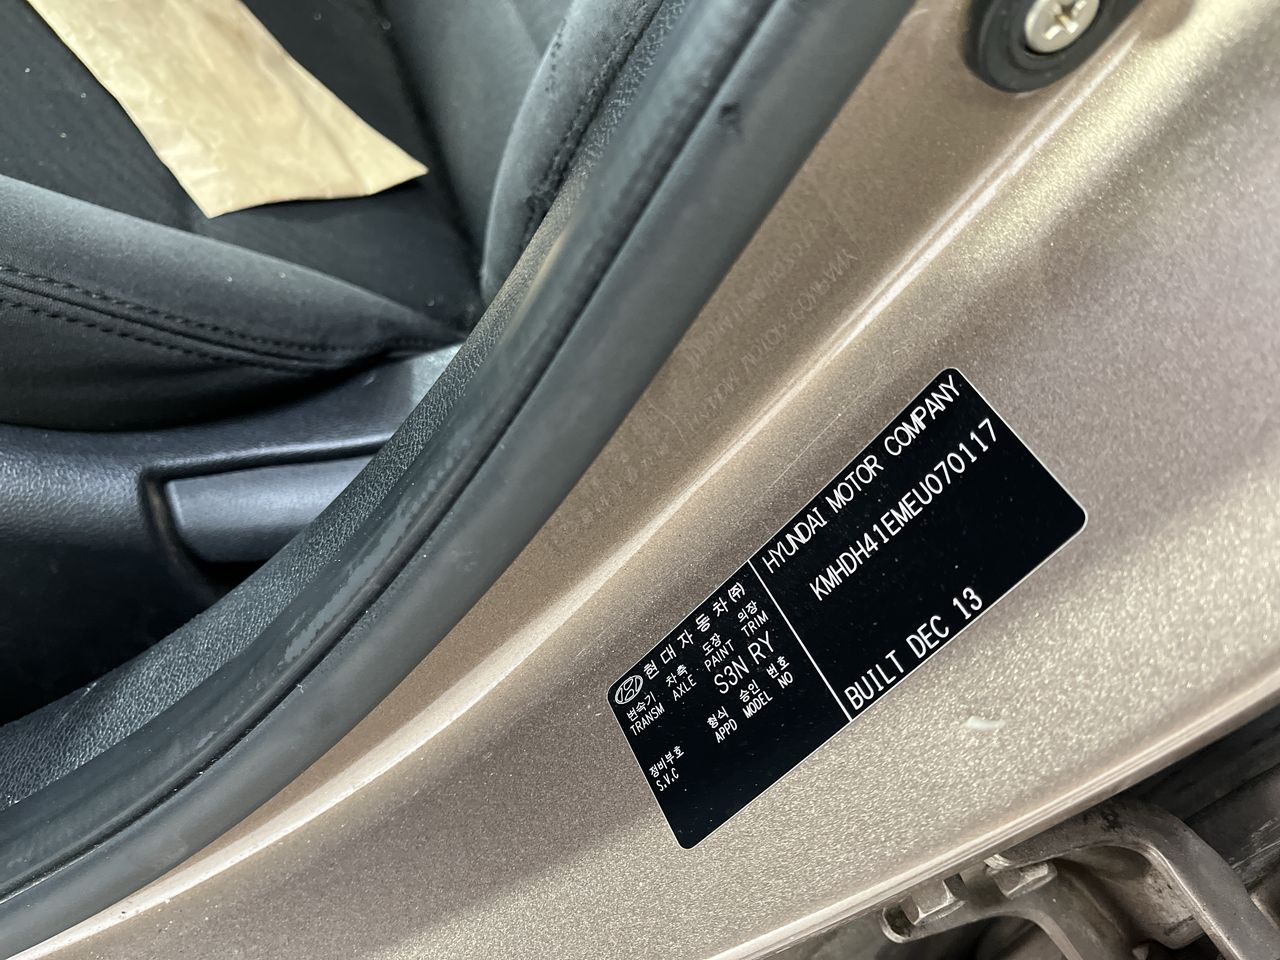 현대자동차(주)
변속기 차축 도장 의장
TRANSM AXLE PAINT TRIM
S3N RY
형식 승인 번호
APPD MODEL NO
정비부호
S.V.C
HYUNDAI MOTOR COMPANY
KMHDH41EMEU070117
BUILT DEC 13